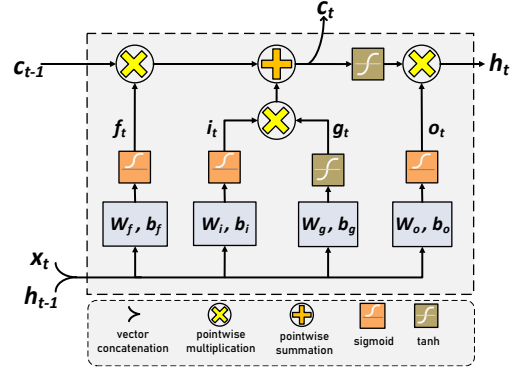 c_t
c_{t-1}
h_t
f_t
i_t
g_t
o_t
W_f, b_f
W_i, b_i
W_g, b_g
W_o, b_o
x_t
h_{t-1}
vector
concatenation
pointwise
multiplication
pointwise
summation
sigmoid
tanh